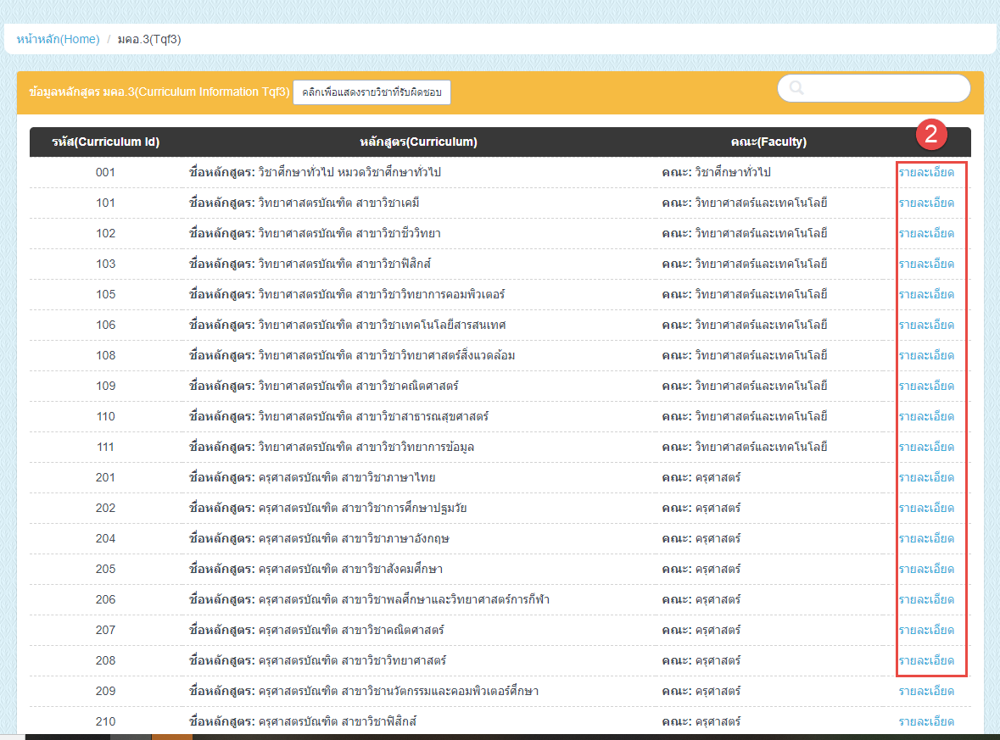 หน้าหลัก(Home) / มคอ.3(Tqf3)
ข้อมูลหลักสูตร มคอ.3(Curriculum Information Tqf3) คลิกเพื่อแสดงรายวิชาที่รับผิดชอบ
2
รหัส(Curriculum Id) หลักสูตร(Curriculum) คณะ(Faculty)
001 ชื่อหลักสูตร: วิชาศึกษาทั่วไป หมวดวิชาศึกษาทั่วไป คณะ: วิชาศึกษาทั่วไป รายละเอียด
101 ชื่อหลักสูตร: วิทยาศาสตรบัณฑิต สาขาวิชาเคมี คณะ: วิทยาศาสตร์และเทคโนโลยี รายละเอียด
102 ชื่อหลักสูตร: วิทยาศาสตรบัณฑิต สาขาวิชาชีววิทยา คณะ: วิทยาศาสตร์และเทคโนโลยี รายละเอียด
103 ชื่อหลักสูตร: วิทยาศาสตรบัณฑิต สาขาวิชาฟิสิกส์ คณะ: วิทยาศาสตร์และเทคโนโลยี รายละเอียด
105 ชื่อหลักสูตร: วิทยาศาสตรบัณฑิต สาขาวิชาวิทยาการคอมพิวเตอร์ คณะ: วิทยาศาสตร์และเทคโนโลยี รายละเอียด
106 ชื่อหลักสูตร: วิทยาศาสตรบัณฑิต สาขาวิชาเทคโนโลยีสารสนเทศ คณะ: วิทยาศาสตร์และเทคโนโลยี รายละเอียด
108 ชื่อหลักสูตร: วิทยาศาสตรบัณฑิต สาขาวิชาวิทยาศาสตร์สิ่งแวดล้อม คณะ: วิทยาศาสตร์และเทคโนโลยี รายละเอียด
109 ชื่อหลักสูตร: วิทยาศาสตรบัณฑิต สาขาวิชาคณิตศาสตร์ คณะ: วิทยาศาสตร์และเทคโนโลยี รายละเอียด
110 ชื่อหลักสูตร: วิทยาศาสตรบัณฑิต สาขาวิชาสาธารณสุขศาสตร์ คณะ: วิทยาศาสตร์และเทคโนโลยี รายละเอียด
111 ชื่อหลักสูตร: วิทยาศาสตรบัณฑิต สาขาวิชาวิทยาการข้อมูล คณะ: วิทยาศาสตร์และเทคโนโลยี รายละเอียด
201 ชื่อหลักสูตร: ครุศาสตรบัณฑิต สาขาวิชาภาษาไทย คณะ: ครุศาสตร์ รายละเอียด
202 ชื่อหลักสูตร: ครุศาสตรบัณฑิต สาขาวิชาการศึกษาปฐมวัย คณะ: ครุศาสตร์ รายละเอียด
204 ชื่อหลักสูตร: ครุศาสตรบัณฑิต สาขาวิชาภาษาอังกฤษ คณะ: ครุศาสตร์ รายละเอียด
205 ชื่อหลักสูตร: ครุศาสตรบัณฑิต สาขาวิชาสังคมศึกษา คณะ: ครุศาสตร์ รายละเอียด
206 ชื่อหลักสูตร: ครุศาสตรบัณฑิต สาขาวิชาพลศึกษาและวิทยาศาสตร์การกีฬา คณะ: ครุศาสตร์ รายละเอียด
207 ชื่อหลักสูตร: ครุศาสตรบัณฑิต สาขาวิชาคณิตศาสตร์ คณะ: ครุศาสตร์ รายละเอียด
208 ชื่อหลักสูตร: ครุศาสตรบัณฑิต สาขาวิชาวิทยาศาสตร์ คณะ: ครุศาสตร์ รายละเอียด
209 ชื่อหลักสูตร: ครุศาสตรบัณฑิต สาขาวิชานวัตกรรมและคอมพิวเตอร์ศึกษา คณะ: ครุศาสตร์ รายละเอียด
210 ชื่อหลักสูตร: ครุศาสตรบัณฑิต สาขาวิชาฟิสิกส์ คณะ: ครุศาสตร์ รายละเอียด